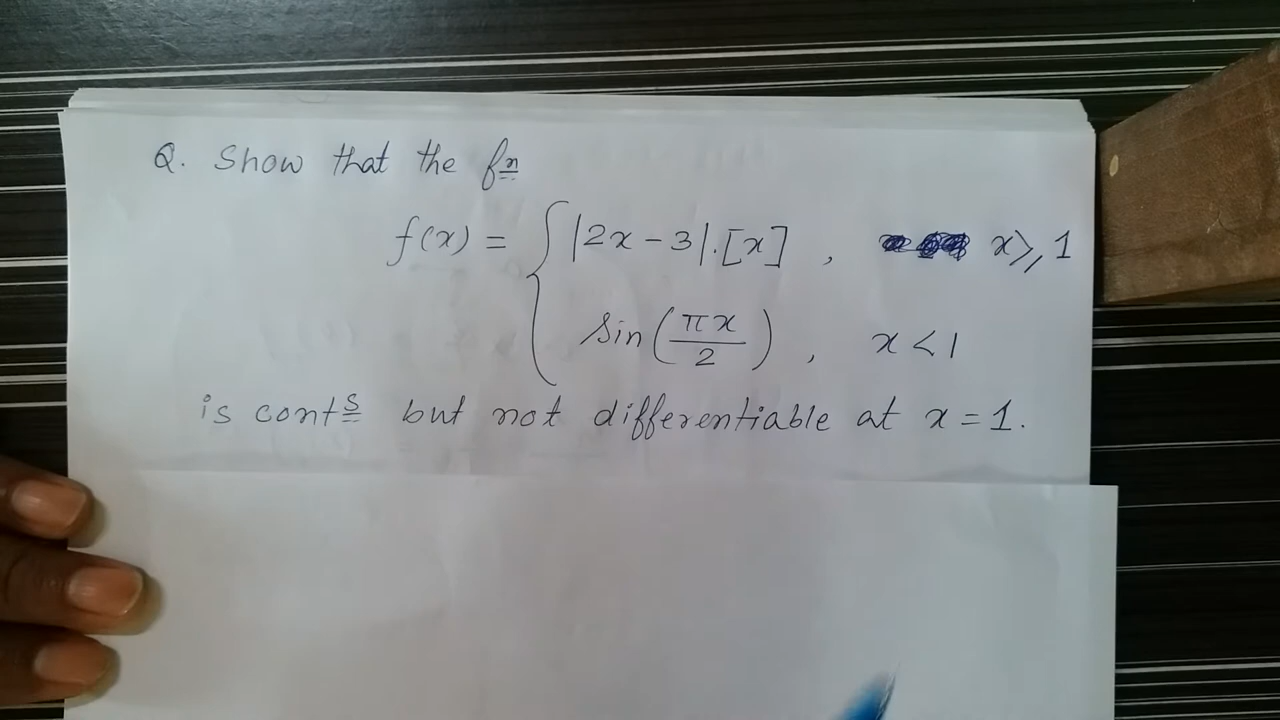 Q. Show that the fn
f(x) = { |2x-3|.[x] , x≥1
sin(πx/2) , x<1
is conts but not differentiable at x=1.